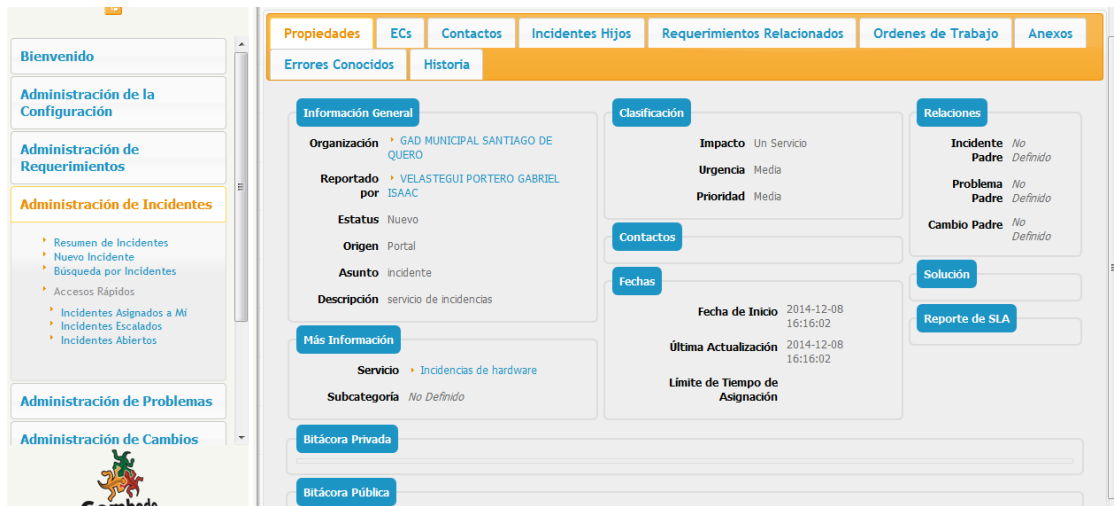 Bienvenido
Administración de la
Configuración
Administración de
Requerimientos
Administración de Incidentes
Resumen de Incidentes
Nuevo Incidente
Búsqueda por Incidentes
Accesos Rápidos
Incidentes Asignados a Mí
Incidentes Escalados
Incidentes Abiertos
Administración de Problemas
Administración de Cambios
Propiedades ECs Contactos Incidentes Hijos Requerimientos Relacionados Ordenes de Trabajo Anexos
Errores Conocidos Historia
Información General
Organización GAD MUNICIPAL SANTIAGO DE
QUERO
Reportado VELASTEGUI PORTERO GABRIEL
por ISAAC
Estatus Nuevo
Origen Portal
Asunto incidente
Descripción servicio de incidencias
Más Información
Servicio Incidencias de hardware
Subcategoría No Definido
Clasificación
Impacto Un Servicio
Urgencia Media
Prioridad Media
Contactos
Fechas
Fecha de Inicio 2014-12-08
16:16:02
Última Actualización 2014-12-08
16:16:02
Límite de Tiempo de
Asignación
Relaciones
Incidente No
Padre Definido
Problema No
Padre Definido
Cambio Padre No
Definido
Solución
Reporte de SLA
Bitácora Privada
Bitácora Pública